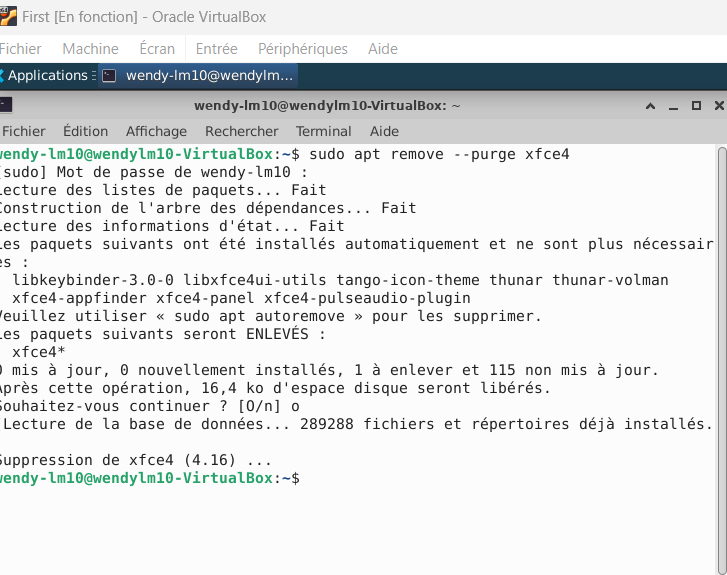 First [En fonction] - Oracle VirtualBox
Fichier Machine Écran Entrée Périphériques Aide
Applications wendy-lm10@wendylm...
wendy-lm10@wendylm10-VirtualBox: ~
Fichier Édition Affichage Rechercher Terminal Aide
wendy-lm10@wendylm10-VirtualBox:~$ sudo apt remove --purge xfce4
[sudo] Mot de passe de wendy-lm10 :
Lecture des listes de paquets... Fait
Construction de l'arbre des dépendances... Fait
Lecture des informations d'état... Fait
Les paquets suivants ont été installés automatiquement et ne sont plus nécessair
es :
libkeybinder-3.0-0 libxfce4ui-utils tango-icon-theme thunar thunar-volman
xfce4-appfinder xfce4-panel xfce4-pulseaudio-plugin
Veuillez utiliser « sudo apt autoremove » pour les supprimer.
Les paquets suivants seront ENLEVÉS :
xfce4*
0 mis à jour, 0 nouvellement installés, 1 à enlever et 115 non mis à jour.
Après cette opération, 16,4 ko d'espace disque seront libérés.
Souhaitez-vous continuer ? [O/n] o
(Lecture de la base de données... 289288 fichiers et répertoires déjà installés.
Suppression de xfce4 (4.16) ...
wendy-lm10@wendylm10-VirtualBox:~$